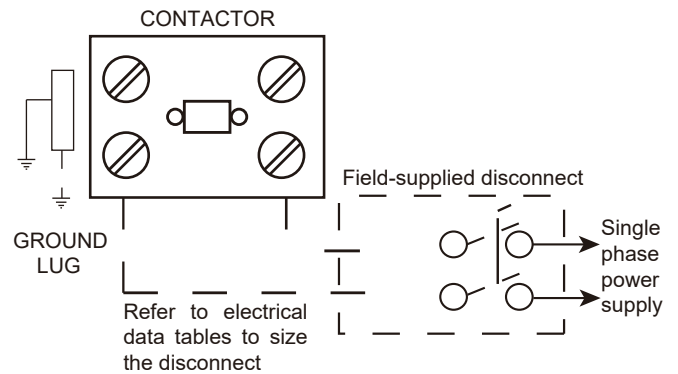 CONTACTOR
Field-supplied disconnect
GROUND
LUG
Single
phase
power
supply
Refer to electrical
data tables to size
the disconnect